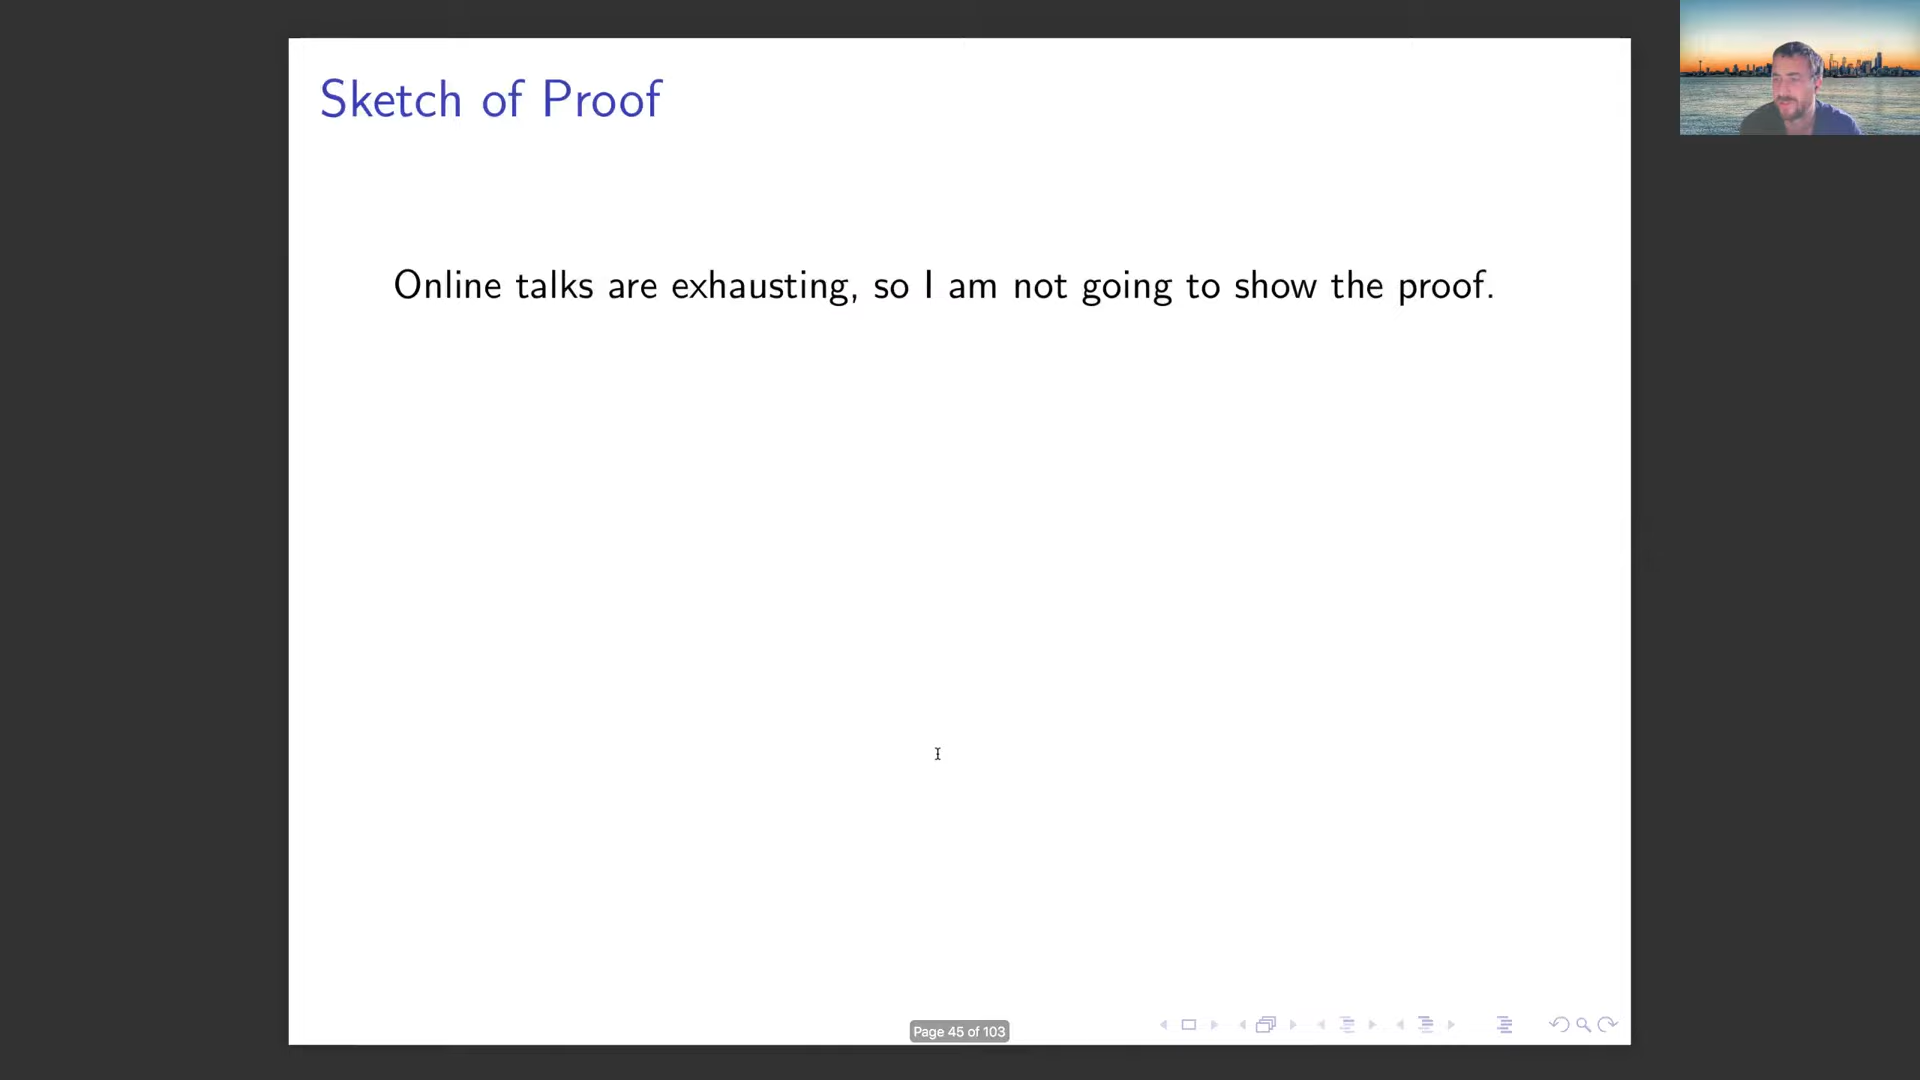 Sketch of Proof
Online talks are exhausting, so I am not going to show the proof.
Page 45 of 103